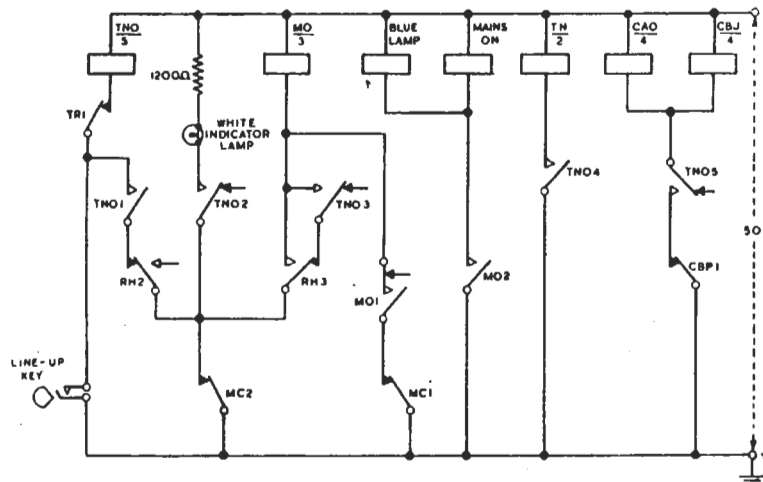 TNO
5
MO
3
BLUE
LAMP
MAINS
ON
TN
2
CAO
4
CBJ
4
1200Ω
TR1
WHITE
INDICATOR
LAMP
TNO1
TNO2
TNO3
TNO4
TNO5
50
RH2
RH3
MO1
MO2
CBP1
LINE-UP
KEY
MC2
MC1